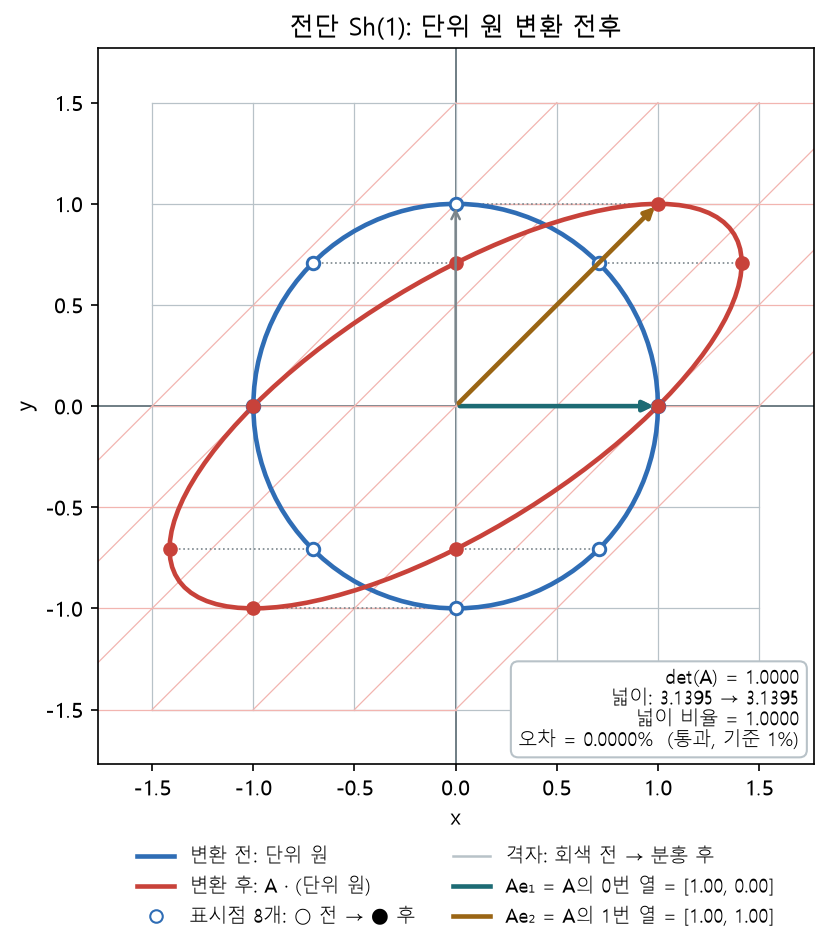 전단 Sh(1): 단위 원 변환 전후
1.5
1.0
0.5
0.0
-0.5
-1.0
-1.5
y
-1.5 -1.0 -0.5 0.0 0.5 1.0 1.5
x
det(A) = 1.0000
넓이: 3.1395 → 3.1395
넓이 비율 = 1.0000
오차 = 0.0000% (통과, 기준 1%)
변환 전: 단위 원
변환 후: A · (단위 원)
표시점 8개: ○ 전 → ● 후
격자: 회색 전 → 분홍 후
Ae₁ = A의 0번 열 = [1.00, 0.00]
Ae₂ = A의 1번 열 = [1.00, 1.00]